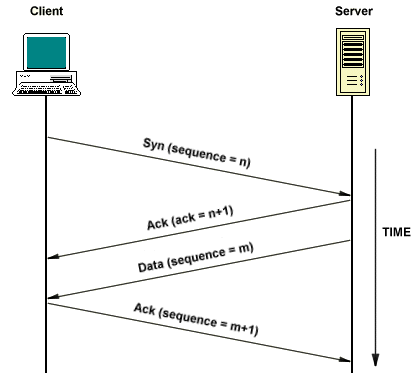 Client
Server
Syn (sequence = n)
Ack (ack = n+1)
TIME
Data (sequence = m)
Ack (sequence = m+1)